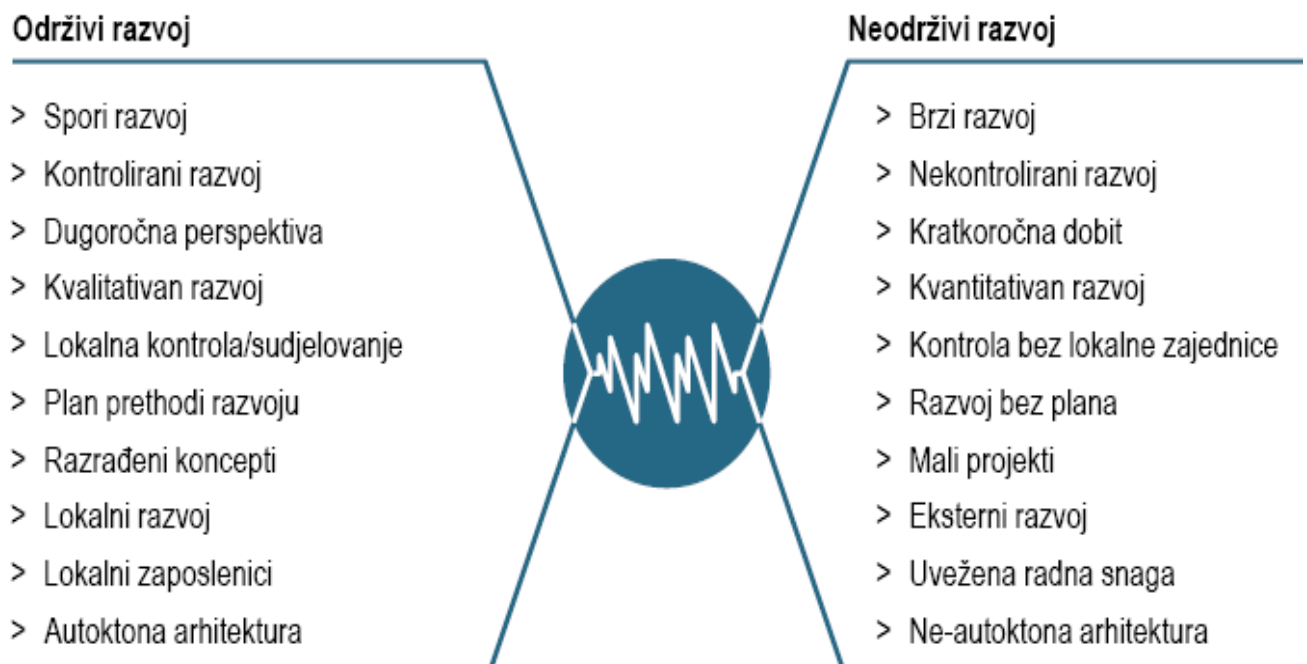 Održivi razvoj
> Spori razvoj
> Kontrolirani razvoj
> Dugoročna perspektiva
> Kvalitativan razvoj
> Lokalna kontrola/sudjelovanje
> Plan prethodi razvoju
> Razrađeni koncepti
> Lokalni razvoj
> Lokalni zaposlenici
> Autoktona arhitektura
Neodrživi razvoj
> Brzi razvoj
> Nekontrolirani razvoj
> Kratkoročna dobit
> Kvantitativan razvoj
> Kontrola bez lokalne zajednice
> Razvoj bez plana
> Mali projekti
> Eksterni razvoj
> Uvežena radna snaga
> Ne-autoktona arhitektura